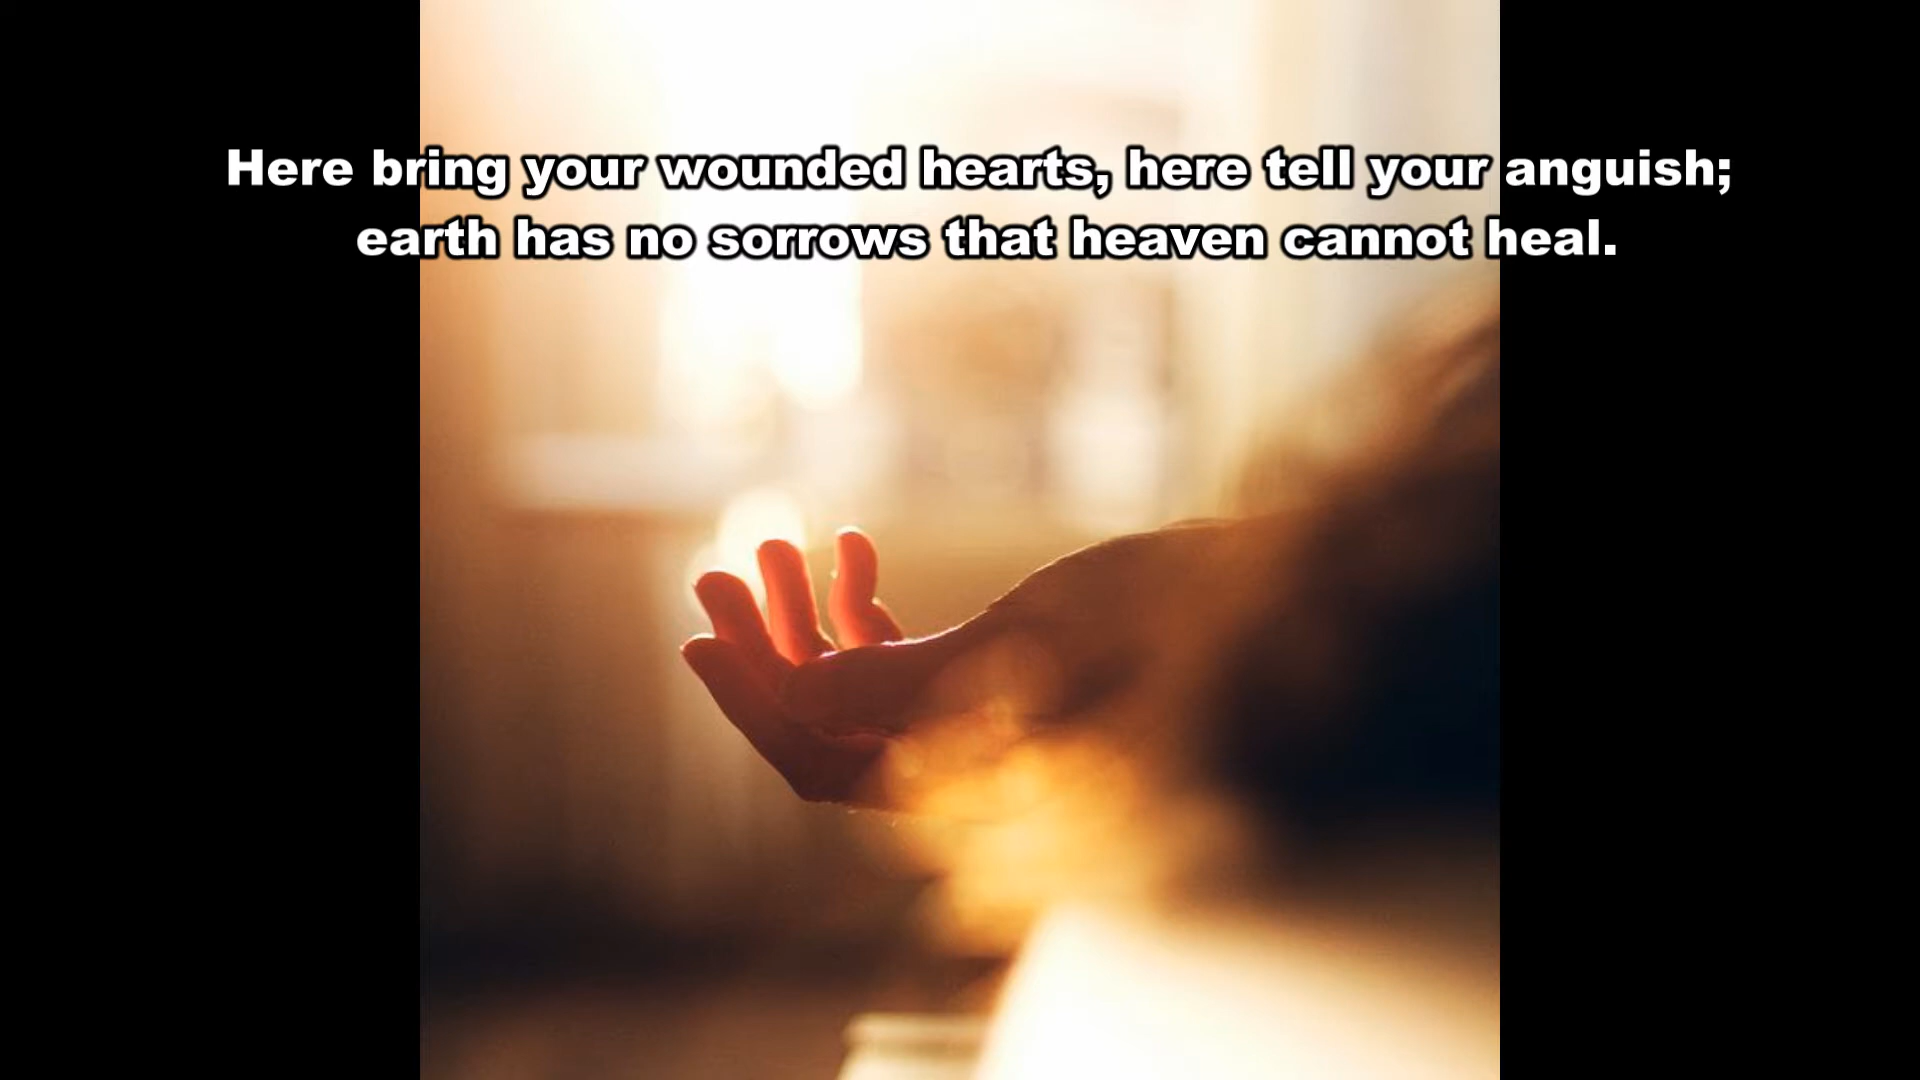 Here bring your wounded hearts, here tell your anguish;
earth has no sorrows that heaven cannot heal.